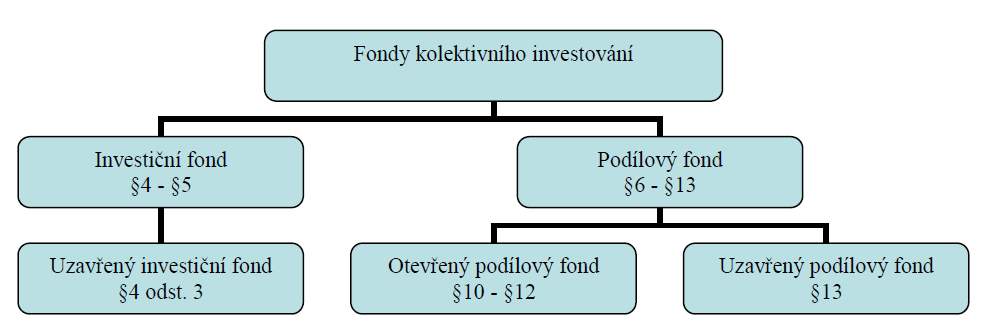 Fondy kolektivního investování
Investiční fond
§4 - §5
Podílový fond
§6 - §13
Uzavřený investiční fond
§4 odst. 3
Otevřený podílový fond
§10 - §12
Uzavřený podílový fond
§13